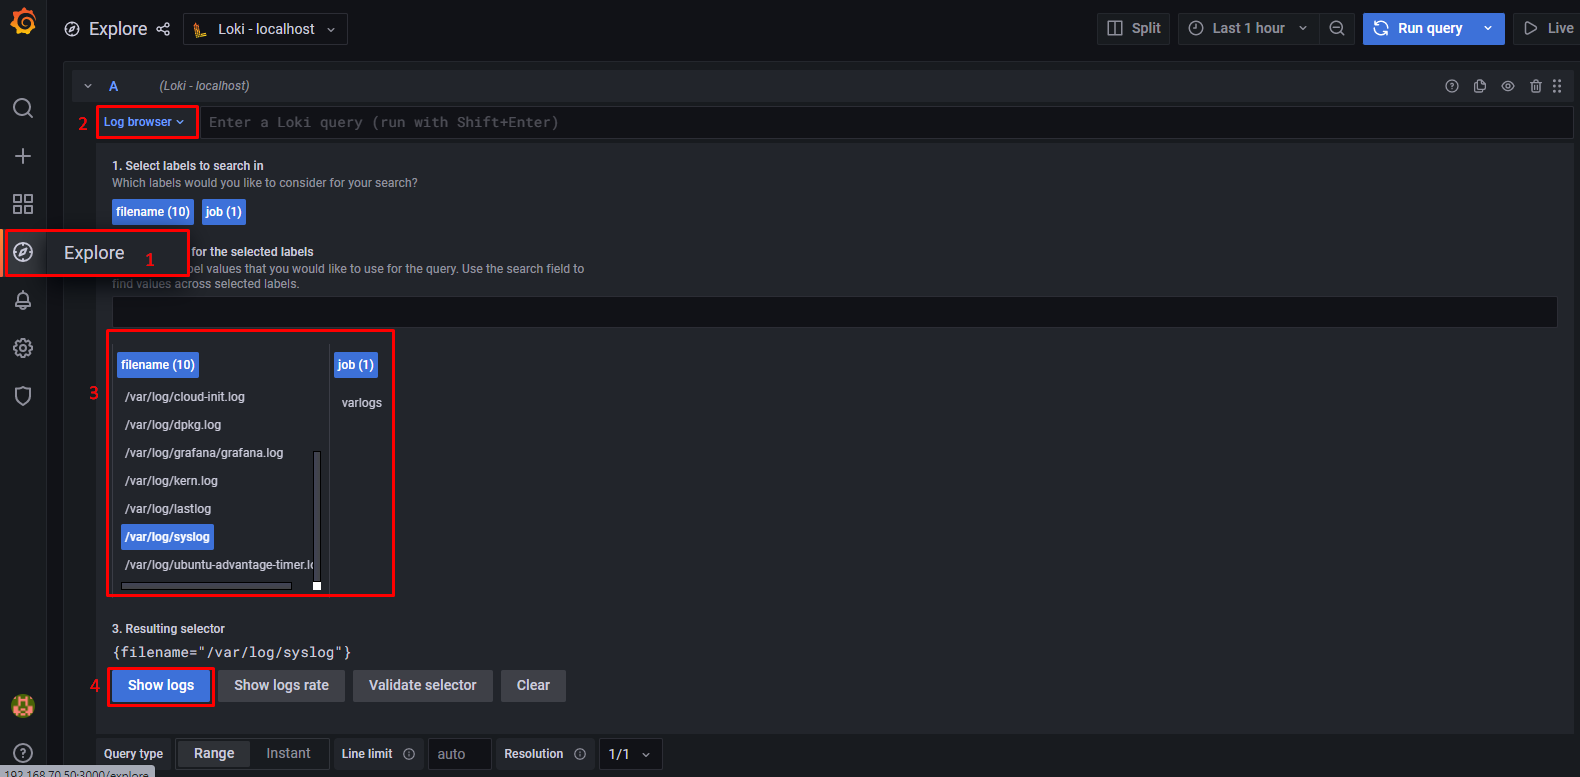 Explore
Loki - localhost
Split
Last 1 hour
Run query
Live
A
(Loki - localhost)
2
Log browser
Enter a Loki query (run with Shift+Enter)
1. Select labels to search in
Which labels would you like to consider for your search?
filename (10)
job (1)
Explore
1
for the selected labels
values that you would like to use for the query. Use the search field to
find values across selected labels.
3
filename (10)
job (1)
/var/log/cloud-init.log
varlogs
/var/log/dpkg.log
/var/log/grafana/grafana.log
/var/log/kern.log
/var/log/lastlog
/var/log/syslog
/var/log/ubuntu-advantage-timer.lo
3. Resulting selector
{filename="/var/log/syslog"}
4
Show logs
Show logs rate
Validate selector
Clear
Query type
Range
Instant
Line limit
auto
Resolution
1/1
192.168.70.50:3000/explore